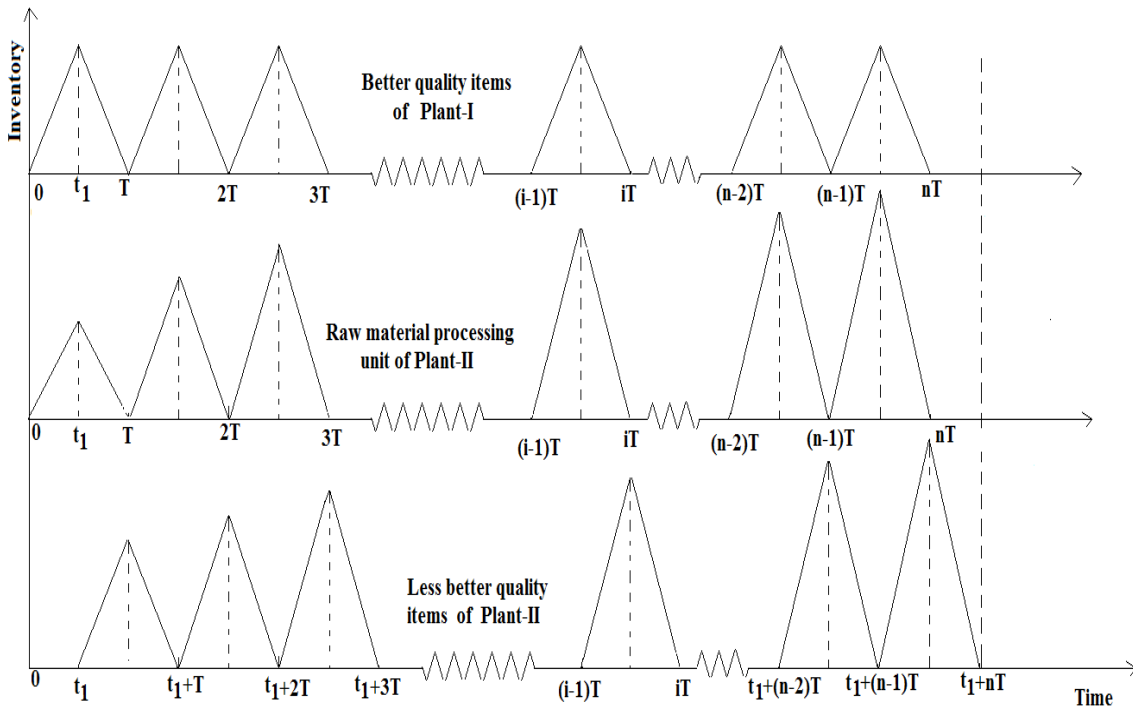 Inventory
Better quality items
of Plant-I
0 t1 T 2T 3T (i-1)T iT (n-2)T (n-1)T nT
Raw material processing
unit of Plant-II
0 t1 T 2T 3T (i-1)T iT (n-2)T (n-1)T nT
Less better quality
items of Plant-II
0 t1 t1+T t1+2T t1+3T (i-1)T iT t1+(n-2)T t1+(n-1)T t1+nT
Time